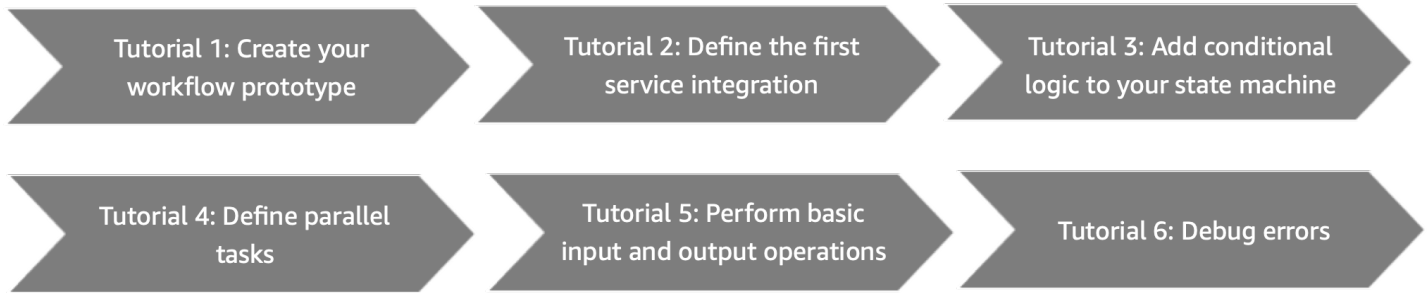 Tutorial 1: Create your
workflow prototype
Tutorial 2: Define the first
service integration
Tutorial 3: Add conditional
logic to your state machine
Tutorial 4: Define parallel
tasks
Tutorial 5: Perform basic
input and output operations
Tutorial 6: Debug errors